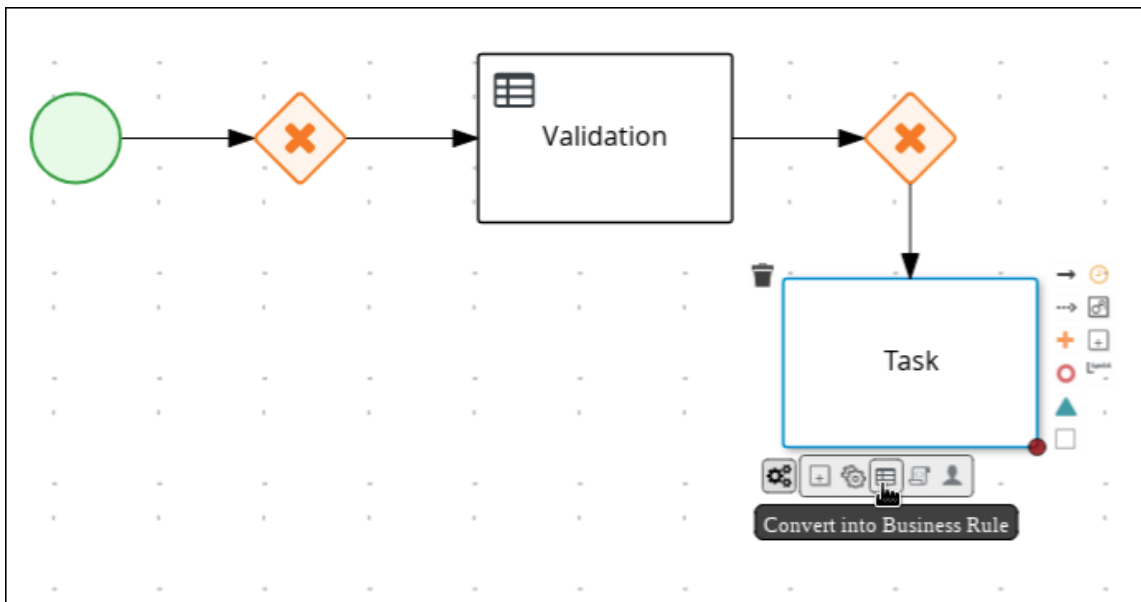 Validation
Task
Convert into Business Rule